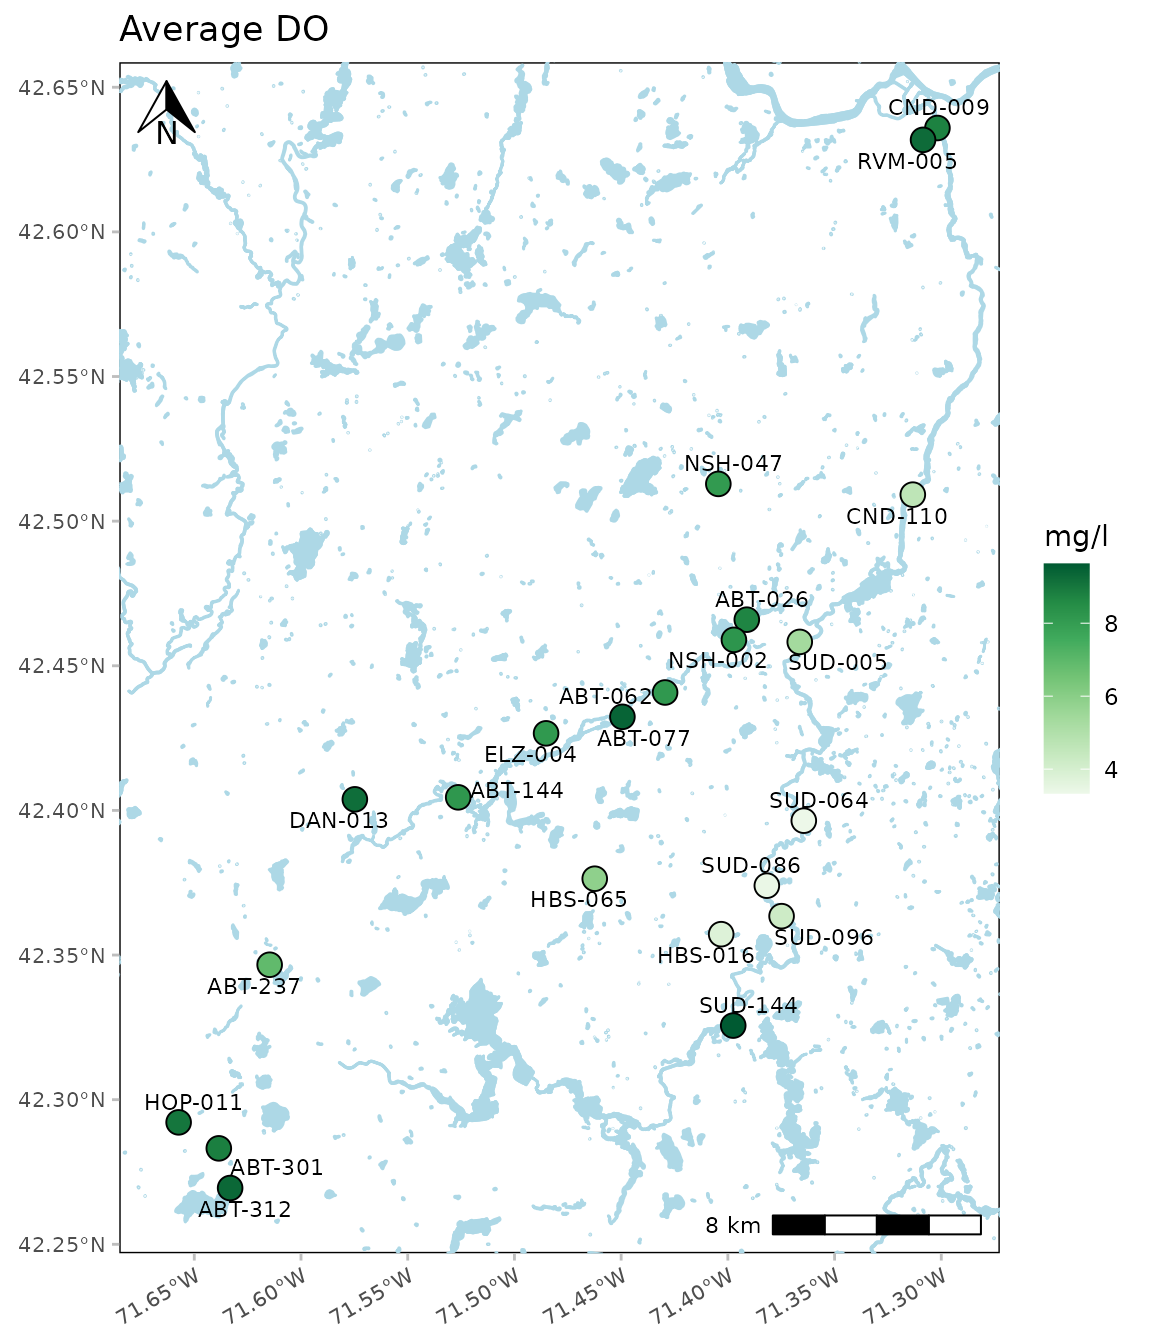 Average DO
42.65°N
42.60°N
42.55°N
42.50°N
42.45°N
42.40°N
42.35°N
42.30°N
42.25°N
N
CND-009
RVM-005
NSH-047
CND-110
ABT-026
NSH-002
SUD-005
ABT-062
ABT-077
ELZ-004
ABT-144
DAN-013
SUD-064
SUD-086
HBS-065
SUD-096
HBS-016
ABT-237
SUD-144
HOP-011
ABT-301
ABT-312
8 km
71.65°W
71.60°W
71.55°W
71.50°W
71.45°W
71.40°W
71.35°W
71.30°W
mg/l
8
6
4